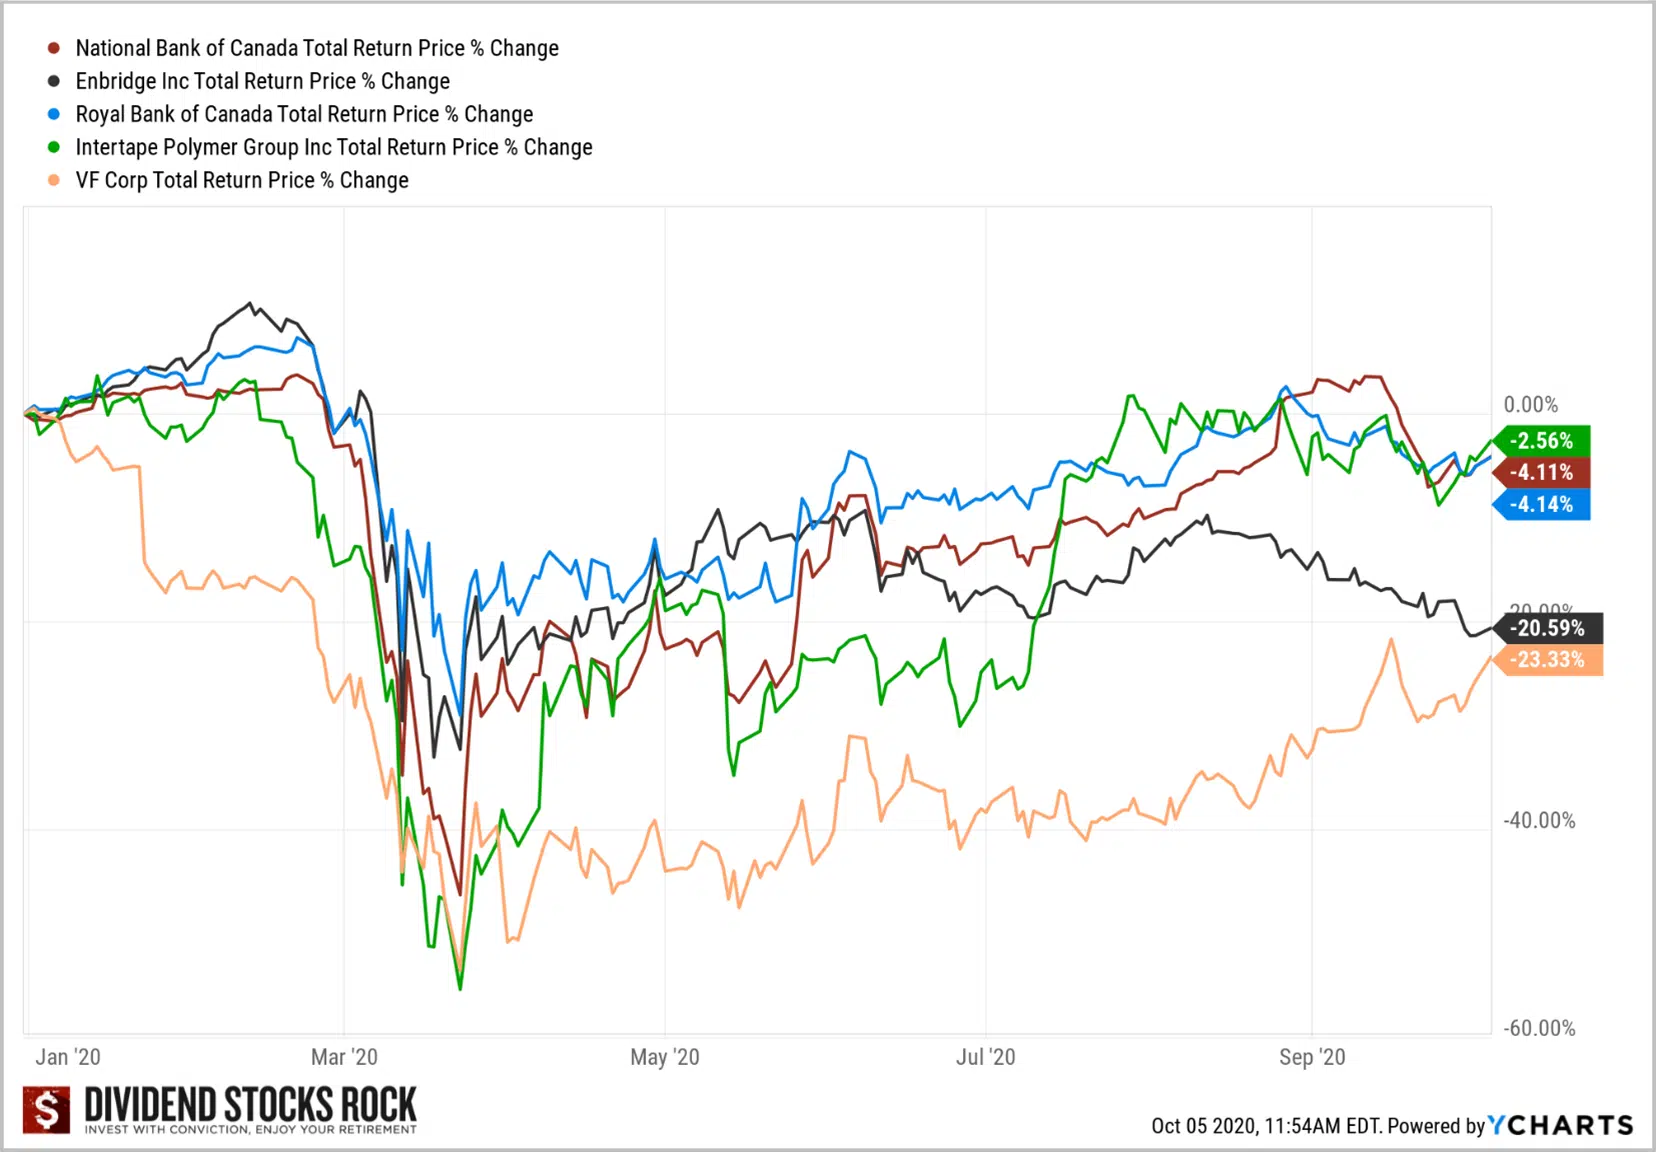 National Bank of Canada Total Return Price % Change
Enbridge Inc Total Return Price % Change
Royal Bank of Canada Total Return Price % Change
Intertape Polymer Group Inc Total Return Price % Change
VF Corp Total Return Price % Change
0.00%
-2.56%
-4.11%
-4.14%
-20.00%
-20.59%
-23.33%
-40.00%
-60.00%
Jan '20 Mar '20 May '20 Jul '20 Sep '20
$ DIVIDEND STOCKS ROCK
INVEST WITH CONVICTION, ENJOY YOUR RETIREMENT
Oct 05 2020, 11:54AM EDT. Powered by YCHARTS